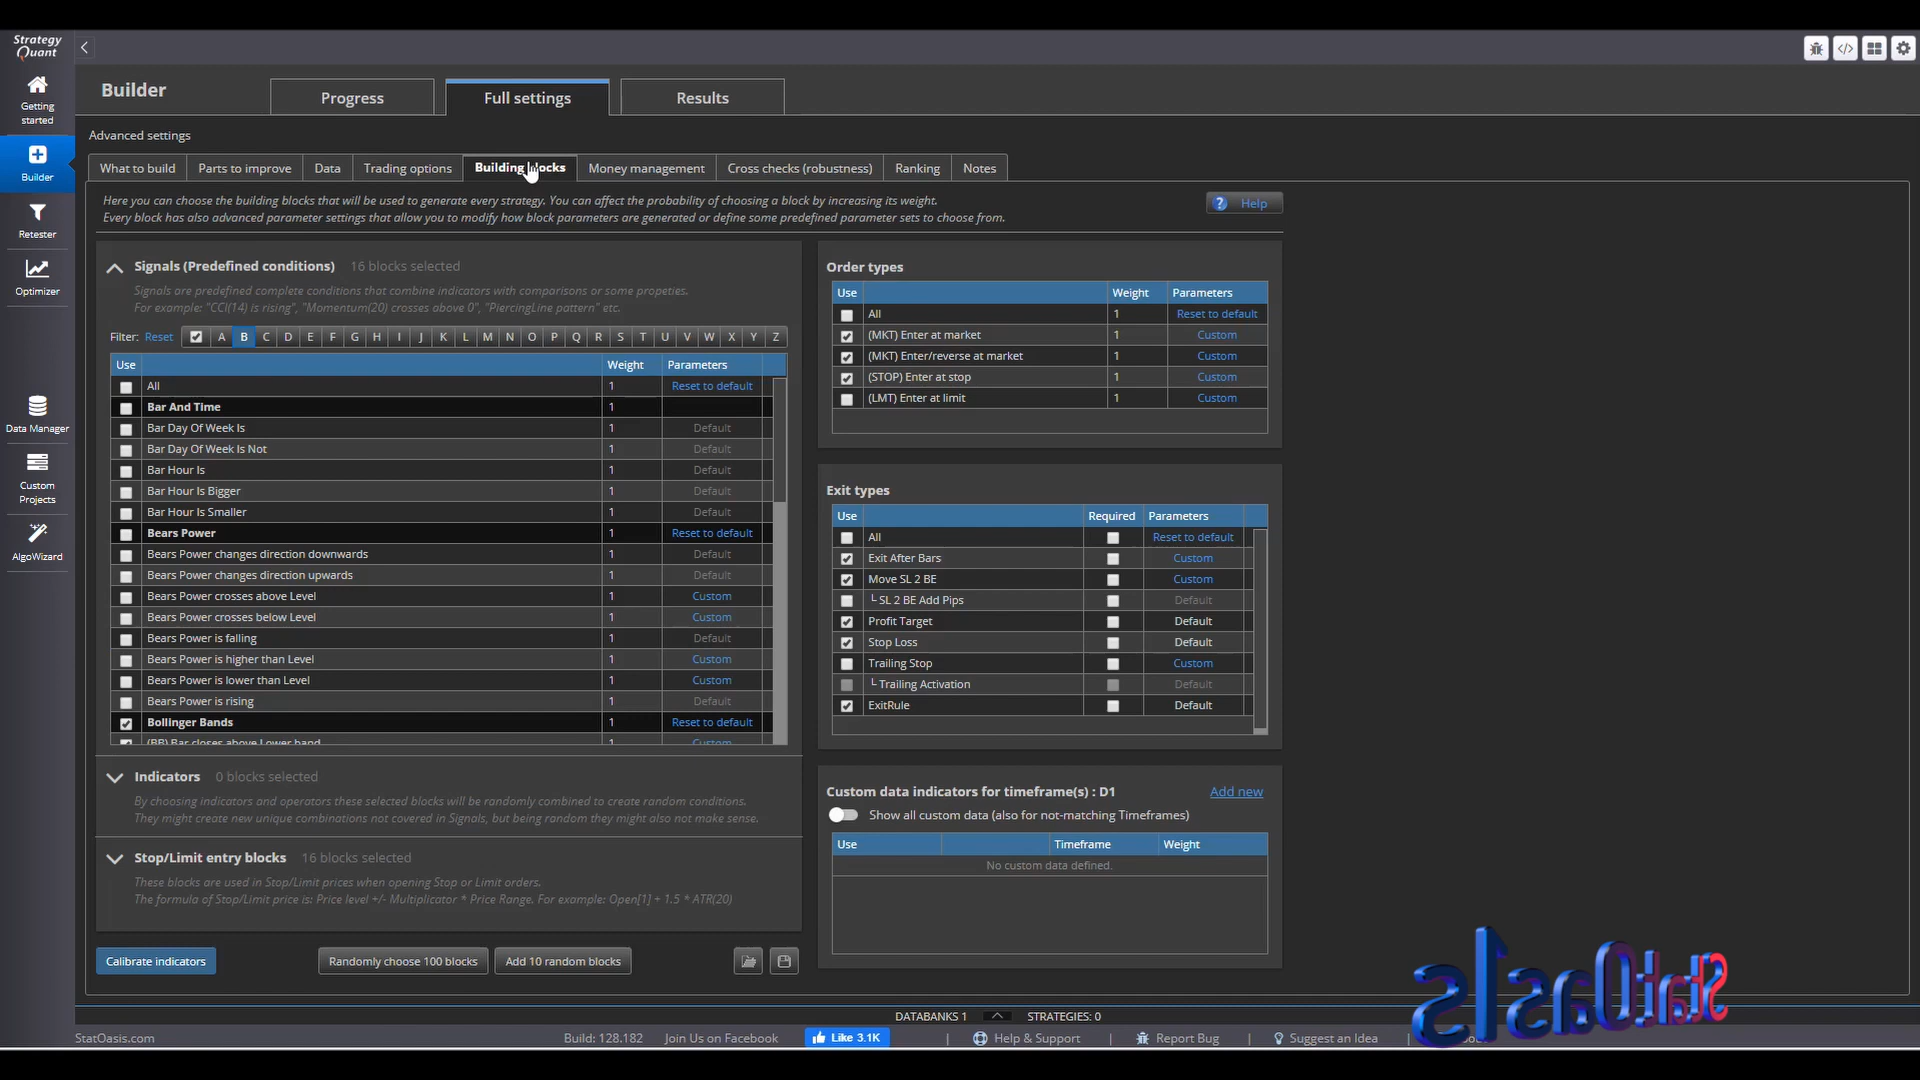 Strategy
Quant
Getting
started
Builder
Retester
Optimizer
Data Manager
Custom
Projects
AlgoWizard
Builder
Progress
Full settings
Results
Advanced settings
What to build
Parts to improve
Data
Trading options
Building blocks
Money management
Cross checks (robustness)
Ranking
Notes
Here you can choose the building blocks that will be used to generate every strategy. You can affect the probability of choosing a block by increasing its weight.
Every block has also advanced parameter settings that allow you to modify how block parameters are generated or define some predefined parameter sets to choose from.
? Help
Signals (Predefined conditions) 16 blocks selected
Signals are predefined complete conditions that combine indicators with comparisons or some propeties.
For example: "CCI(14) is rising", "Momentum(20) crosses above 0", "PiercingLine pattern" etc.
Filter: Reset A B C D E F G H I J K L M N O P Q R S T U V W X Y Z
Use Weight Parameters
All 1 Reset to default
Bar And Time 1
Bar Day Of Week Is 1 Default
Bar Day Of Week Is Not 1 Default
Bar Hour Is 1 Default
Bar Hour Is Bigger 1 Default
Bar Hour Is Smaller 1 Default
Bears Power 1 Reset to default
Bears Power changes direction downwards 1 Default
Bears Power changes direction upwards 1 Default
Bears Power crosses above Level 1 Custom
Bears Power crosses below Level 1 Custom
Bears Power is falling 1 Default
Bears Power is higher than Level 1 Custom
Bears Power is lower than Level 1 Custom
Bears Power is rising 1 Default
Bollinger Bands 1 Reset to default
(BB) Bar closes above Lower band Custom
Indicators 0 blocks selected
By choosing indicators and operators these selected blocks will be randomly combined to create random conditions.
They might create new unique combinations not covered in Signals, but being random they might also not make sense.
Stop/Limit entry blocks 16 blocks selected
These blocks are used in Stop/Limit prices when opening Stop or Limit orders.
The formula of Stop/Limit price is: Price level +/- Multiplicator * Price Range. For example: Open[1] + 1.5 * ATR(20)
Calibrate indicators
Randomly choose 100 blocks
Add 10 random blocks
Order types
Use Weight Parameters
All 1 Reset to default
(MKT) Enter at market 1 Custom
(MKT) Enter/reverse at market 1 Custom
(STOP) Enter at stop 1 Custom
(LMT) Enter at limit 1 Custom
Exit types
Use Required Parameters
All Reset to default
Exit After Bars Custom
Move SL 2 BE Custom
SL 2 BE Add Pips Default
Profit Target Default
Stop Loss Default
Trailing Stop Custom
Trailing Activation Default
ExitRule Default
Custom data indicators for timeframe(s) : D1 Add new
Show all custom data (also for not-matching Timeframes)
Use Timeframe Weight
No custom data defined.
DATABANKS 1
STRATEGIES: 0
StatOasis.com
Build: 128.182
Join Us on Facebook
Like 3.1K
Help & Support
Report Bug
Suggest an Idea
StatOasis